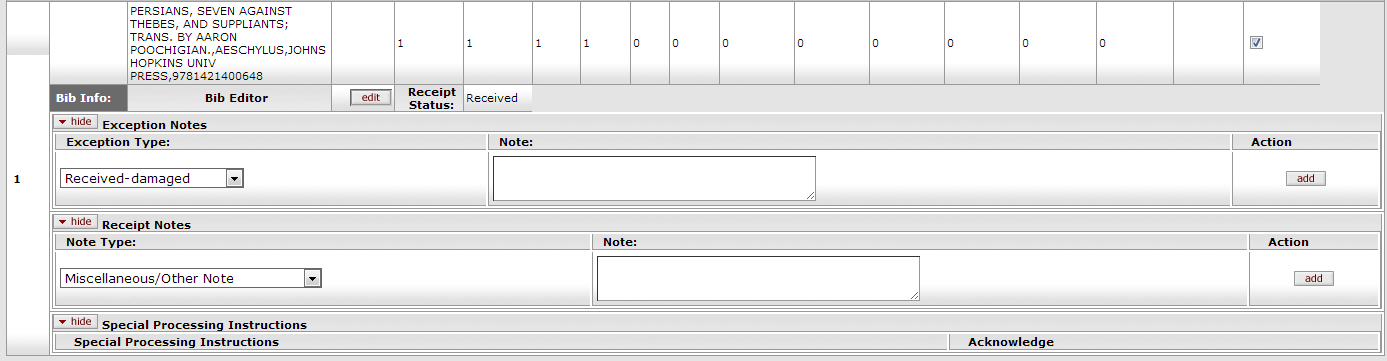 PERSIANS, SEVEN AGAINST
THEBES, AND SUPPLIANTS;
TRANS. BY AARON
POOCHIGIAN.,AESCHYLUS,JOHNS
HOPKINS UNIV
PRESS,9781421400648
1 1 1 1 0 0 0 0 0 0 0 0
Bib Info: Bib Editor edit Receipt Status: Received
hide Exception Notes
Exception Type: Note: Action
1
Received-damaged add
hide Receipt Notes
Note Type: Note: Action
Miscellaneous/Other Note add
hide Special Processing Instructions
Special Processing Instructions Acknowledge